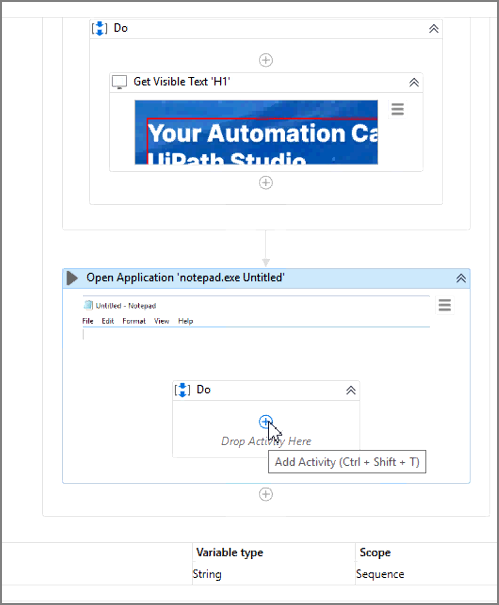 Do
Get Visible Text 'H1'
Your Automation Ca
UiPath Studio
Open Application 'notepad.exe Untitled'
Untitled - Notepad
File Edit Format View Help
Do
Drop Activity Here
Add Activity (Ctrl + Shift + T)
Variable type Scope
String Sequence